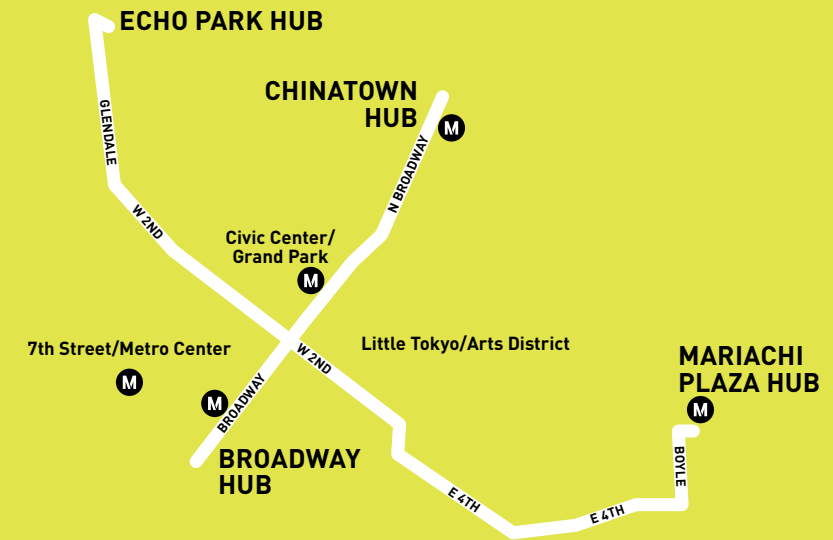 ECHO PARK HUB
CHINATOWN
HUB
M
GLENDALE
N BROADWAY
W 2ND
Civic Center/
Grand Park
M
7th Street/Metro Center
M
Little Tokyo/Arts District
W 2ND
M
BROADWAY
BROADWAY
HUB
MARIACHI
PLAZA HUB
M
BOYLE
E 4TH
E 4TH